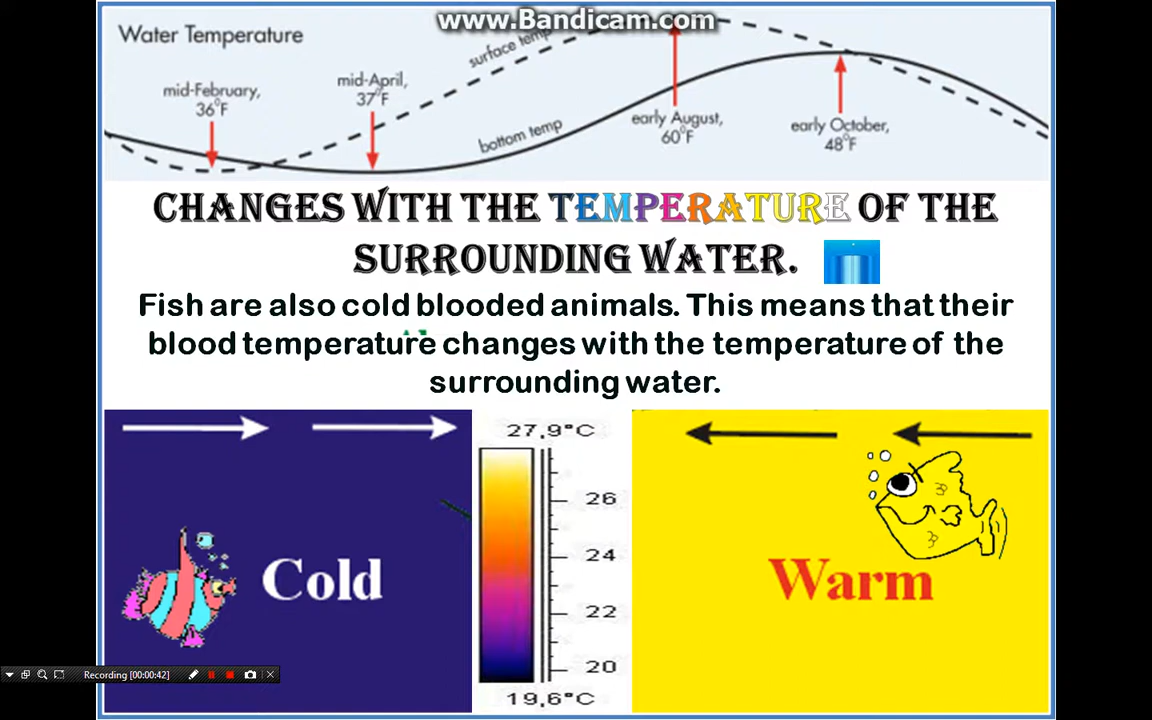 www.Bandicam.com
Water Temperature
surface temp
mid-February,
36°F
mid-April,
37°F
bottom temp
early August,
60°F
early October,
48°F
CHANGES WITH THE TEMPERATURE OF THE
SURROUNDING WATER.
Fish are also cold blooded animals. This means that their
blood temperature changes with the temperature of the
surrounding water.
27,9°C
26
24
22
20
19,6°C
Cold
Warm
Recording [00:00:42]